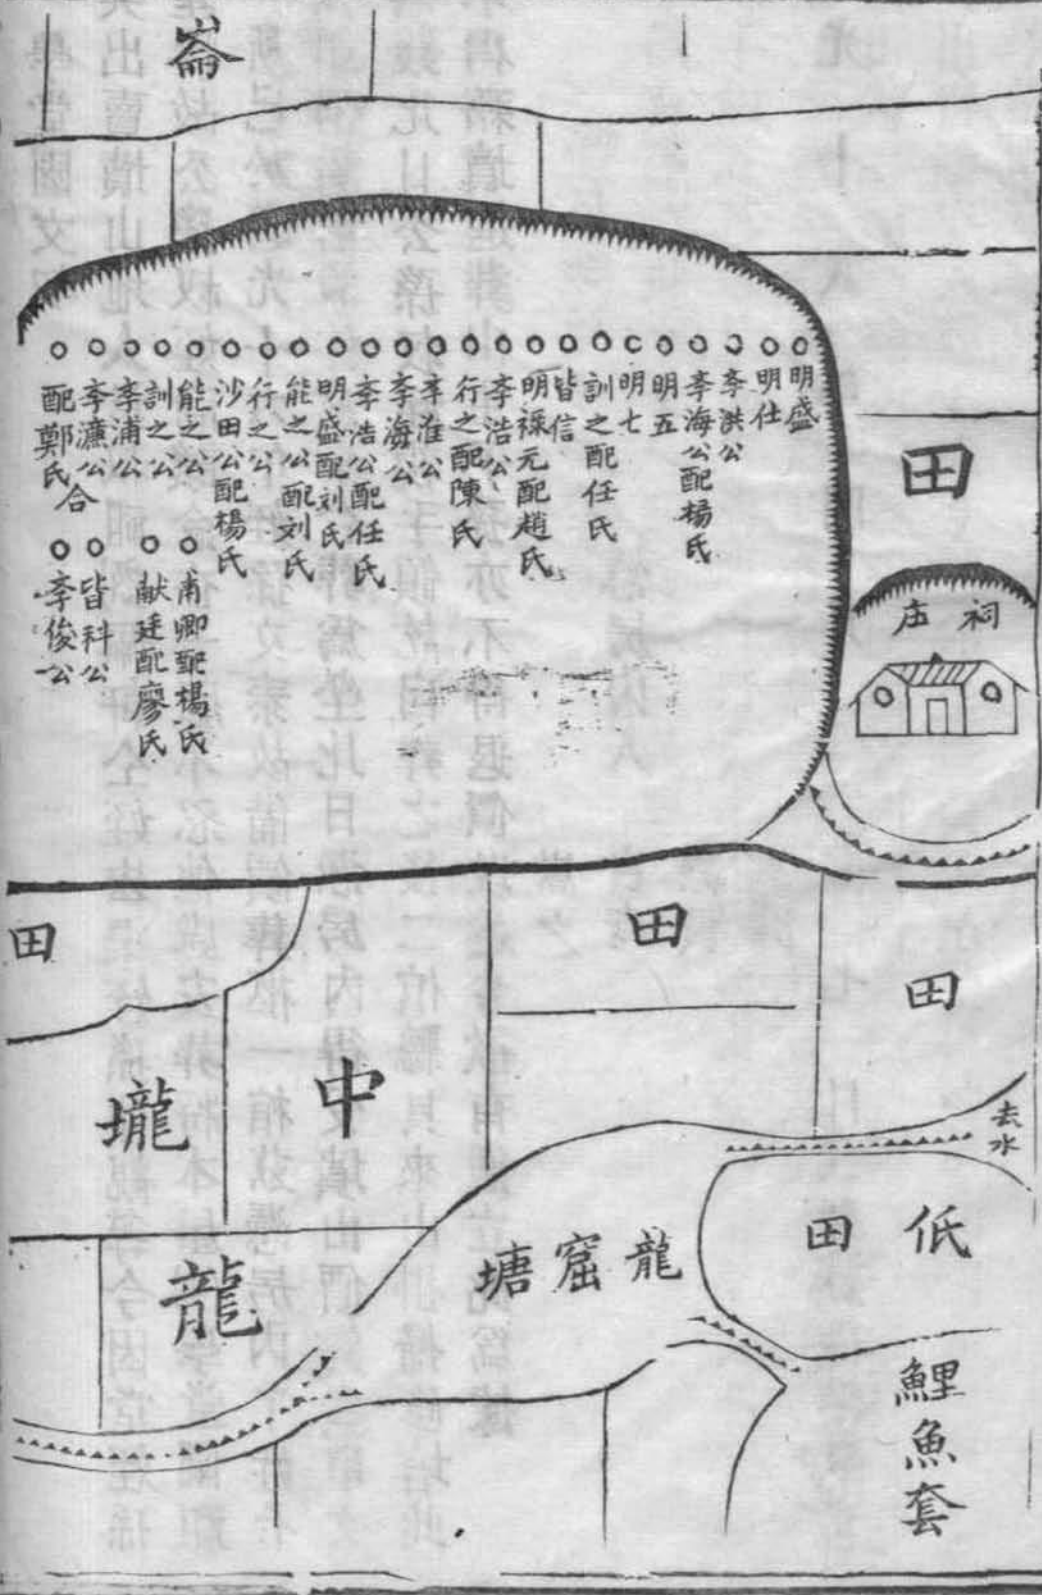 崙
明盛
明仕
李洪公
李海公配楊氏
明五
明七
訓之配任氏
皆信
明祿元配趙氏
李浩公
行之配陳氏
李淮公
李海公
李浩公配任氏
明盛配刘氏
能之公配刘氏
行之公
沙田公配楊氏
能之公
訓之公
李浦公
李濂公
配鄭氏
合
甫卿配楊氏
献廷配廖氏
皆科公
李俊公
田
祠庄
田
田
田
中
壠
去水
低田
龍窟塘
龍
鯉魚套